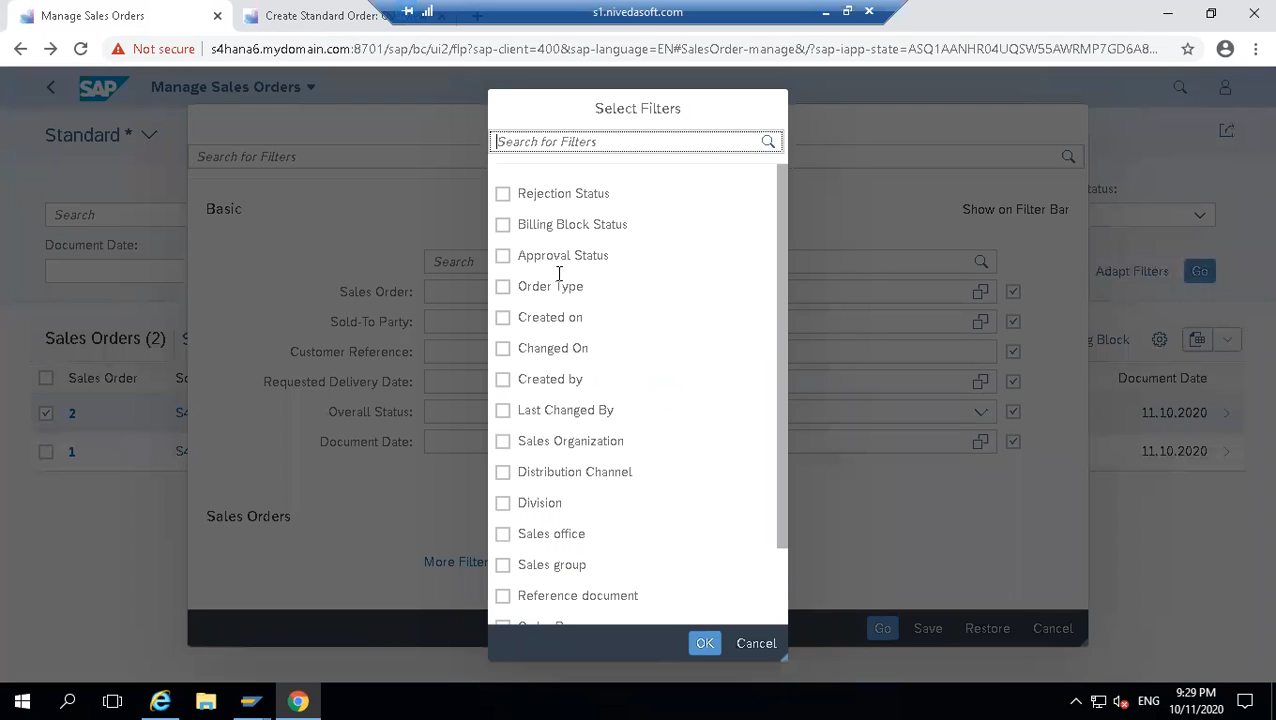 Manage Sales Orders
Create Standard Order:
s1.nivedasoft.com
Not secure
s4hana6.mydomain.com:8701/sap/bc/ui2/flp?sap-client=400&sap-language=EN#SalesOrder-manage&/?sap-iapp-state=ASQ1AANHR04UQSW55AWRMP7GD6A8...
SAP
Manage Sales Orders
Standard *
Search for Filters
Basic
Show on Filter Bar
Search
Search
Document Date:
Sales Order:
Sold-To Party:
Customer Reference:
Requested Delivery Date:
Overall Status:
Document Date:
tatus:
Adapt Filters
Go
Sales Orders (2)
Block
Sales Order
Document Date
2
11.10.2020
1
11.10.2020
Sales Orders
More Filter
Go
Save
Restore
Cancel
Select Filters
Search for Filters
Rejection Status
Billing Block Status
Approval Status
Order Type
Created on
Changed On
Created by
Last Changed By
Sales Organization
Distribution Channel
Division
Sales office
Sales group
Reference document
OK
Cancel
ENG
9:29 PM
10/11/2020